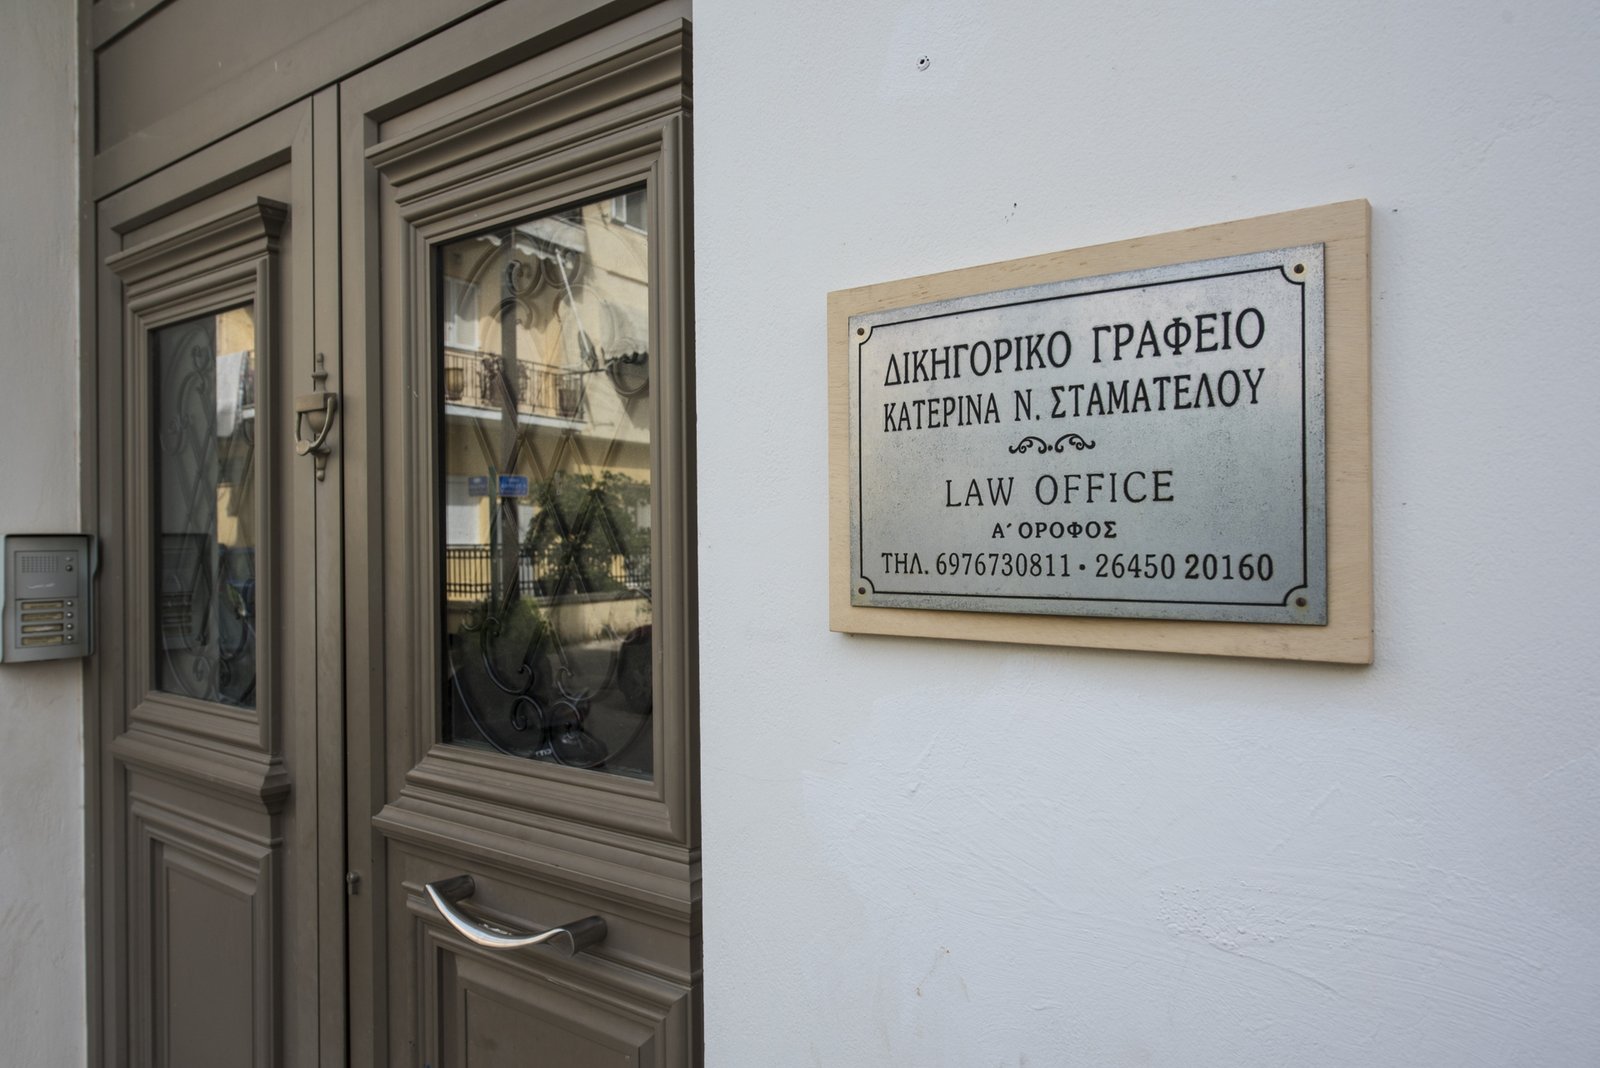 ΔΙΚΗΓΟΡΙΚΟ ΓΡΑΦΕΙΟ
ΚΑΤΕΡΙΝΑ Ν. ΣΤΑΜΑΤΕΛΟΥ
LAW OFFICE
Α΄ ΟΡΟΦΟΣ
ΤΗΛ. 6976730811 · 26450 20160